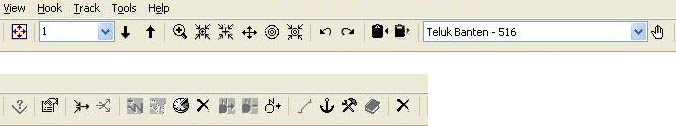 View Hook Track Tools Help
1 Teluk Banten - 516